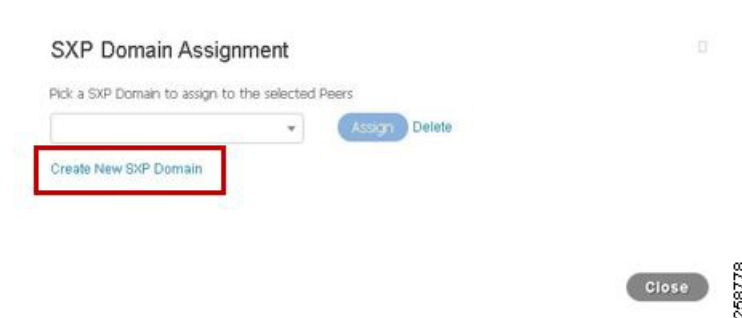 SXP Domain Assignment
Pick a SXP Domain to assign to the selected Peers
Assign Delete
Create New SXP Domain
Close
258778